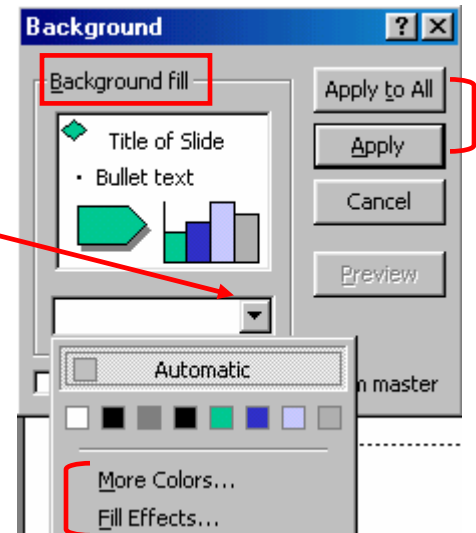 Background
Background fill
Apply to All
Title of Slide
Apply
• Bullet text
Cancel
Preview
Automatic
master
More Colors...
Fill Effects...